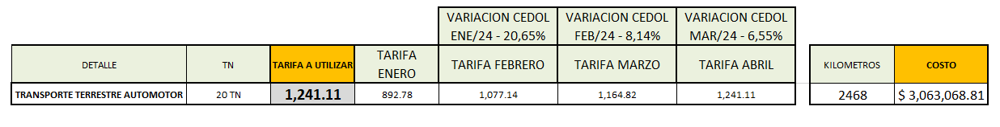 VARIACION CEDOL ENE/24 - 20,65%
VARIACION CEDOL FEB/24 - 8,14%
VARIACION CEDOL MAR/24 - 6,55%
DETALLE TN TARIFA A UTILIZAR TARIFA ENERO TARIFA FEBRERO TARIFA MARZO TARIFA ABRIL KILOMETROS COSTO
TRANSPORTE TERRESTRE AUTOMOTOR 20 TN 1,241.11 892.78 1,077.14 1,164.82 1,241.11 2468 $ 3,063,068.81